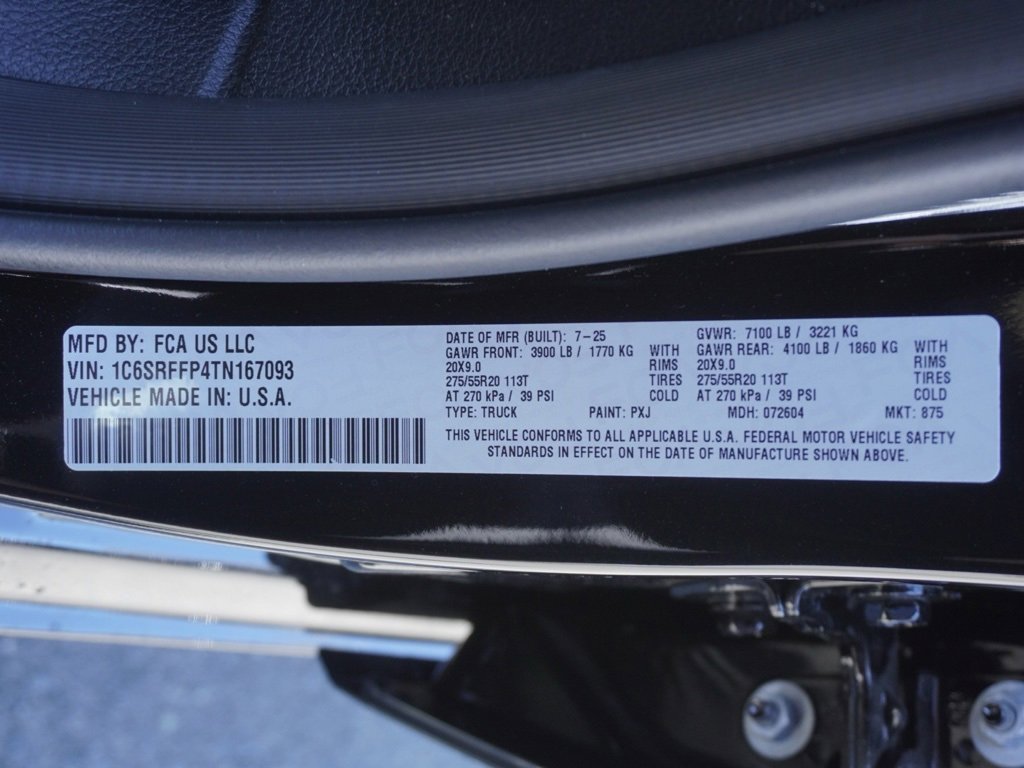 MFD BY: FCA US LLC
VIN: 1C6SRFFP4TN167093
VEHICLE MADE IN: U.S.A.
DATE OF MFR (BUILT): 7-25
GAWR FRONT: 3900 LB / 1770 KG WITH
20X9.0 RIMS
275/55R20 113T TIRES
AT 270 kPa / 39 PSI COLD
GVWR: 7100 LB / 3221 KG
GAWR REAR: 4100 LB / 1860 KG WITH
20X9.0 RIMS
275/55R20 113T TIRES
AT 270 kPa / 39 PSI COLD
TYPE: TRUCK PAINT: PXJ MDH: 072604 MKT: 875
THIS VEHICLE CONFORMS TO ALL APPLICABLE U.S.A. FEDERAL MOTOR VEHICLE SAFETY
STANDARDS IN EFFECT ON THE DATE OF MANUFACTURE SHOWN ABOVE.